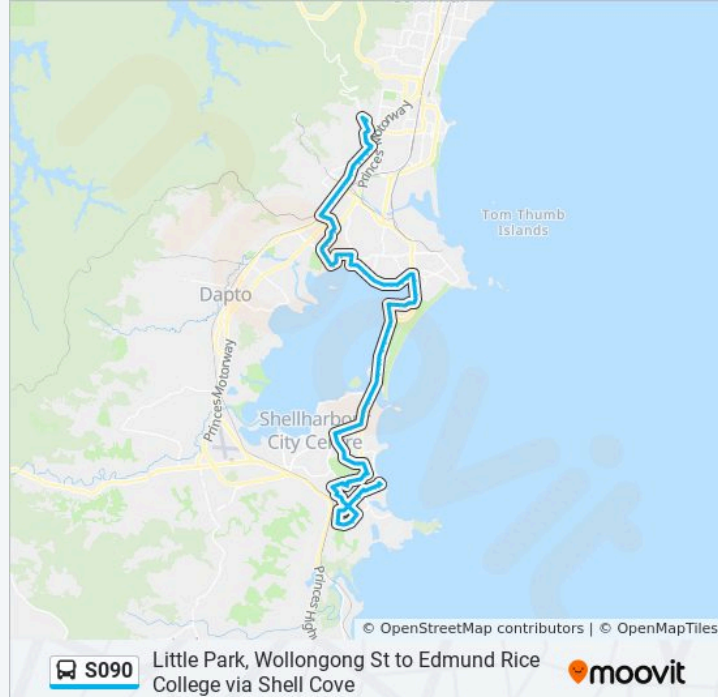 Princes Motorway
Tom Thumb
Islands
Dapto
Princes Motorway
Shellharbour
City Centre
Princes High
© OpenStreetMap contributors | © OpenMapTiles
S090
Little Park, Wollongong St to Edmund Rice
College via Shell Cove
moovit